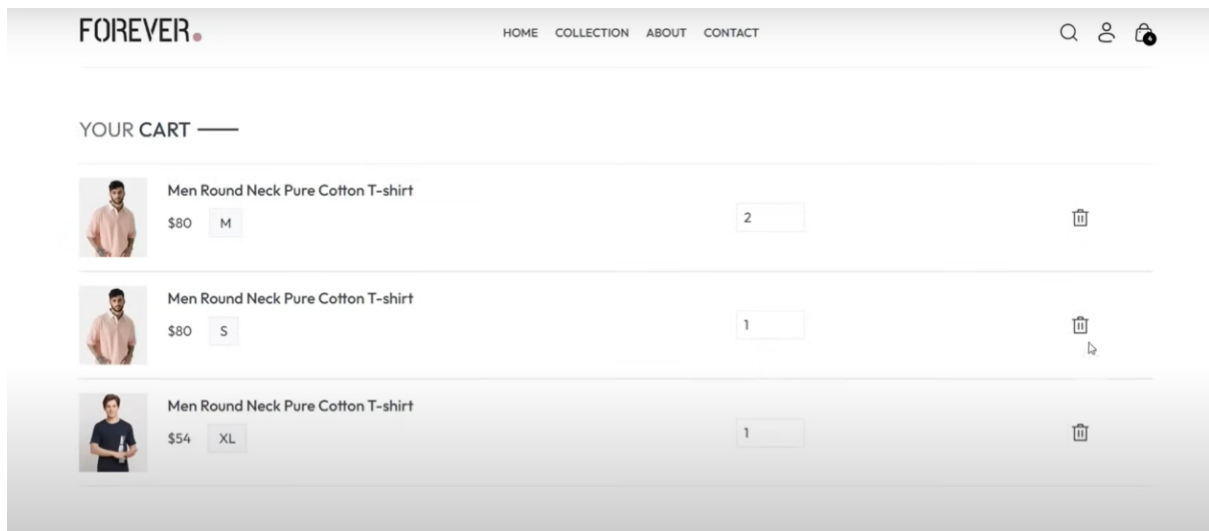 FOREVER.
HOME COLLECTION ABOUT CONTACT
4
YOUR CART
Men Round Neck Pure Cotton T-shirt
$80 M
2
Men Round Neck Pure Cotton T-shirt
$80 S
1
Men Round Neck Pure Cotton T-shirt
$54 XL
1